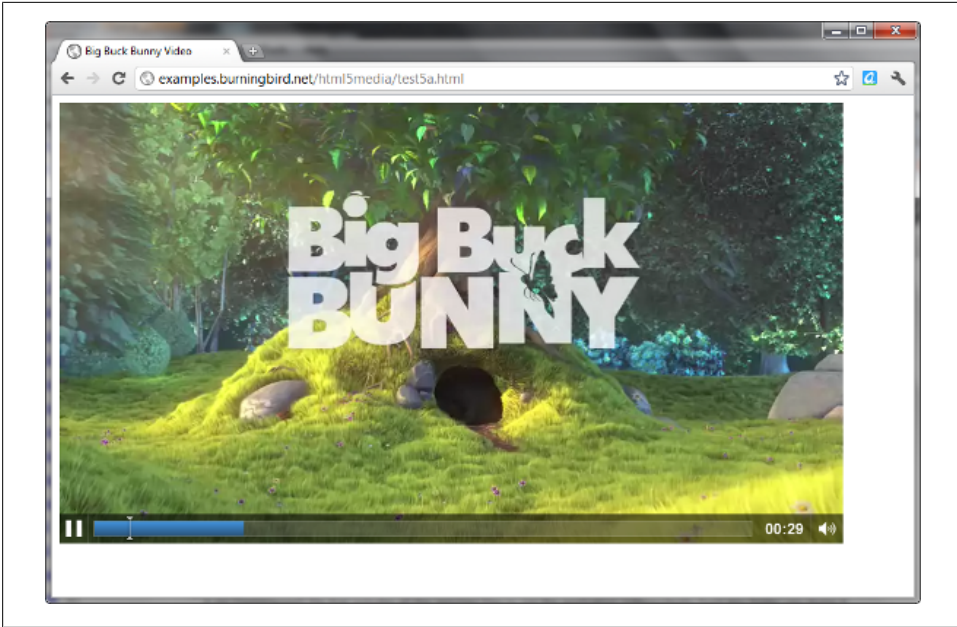 Big Buck Bunny Video
examples.burningbird.net/html5media/test5a.html
Big Buck
BUNNY
00:29